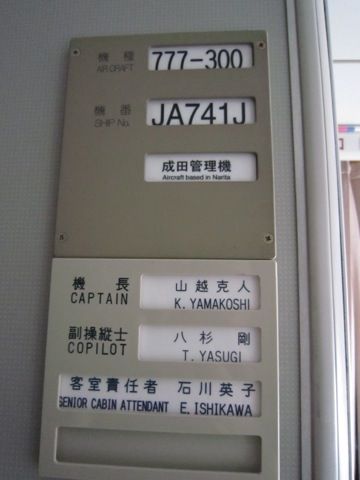 機種 777-300
AIRCRAFT
機番 JA741J
SHIP No.
成田管理機
Aircraft based in Narita
機長 山越克人
CAPTAIN K. YAMAKOSHI
副操縦士 八杉 剛
COPILOT T. YASUGI
客室責任者 石川英子
SENIOR CABIN ATTENDANT E. ISHIKAWA